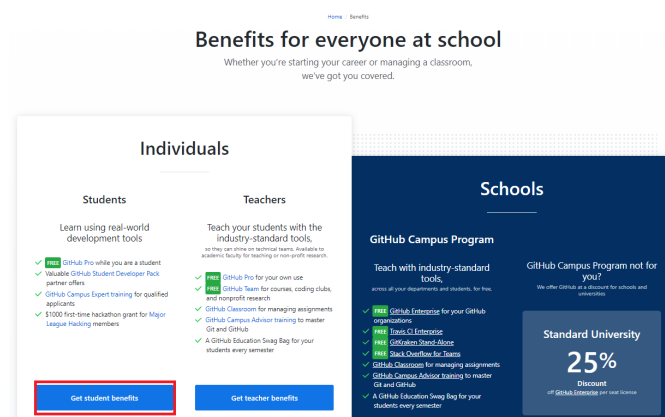 Home / Benefits
Benefits for everyone at school
Whether you're starting your career or managing a classroom,
we've got you covered.
Individuals
Students
Learn using real-world
development tools
FREE GitHub Pro while you are a student
Valuable GitHub Student Developer Pack
partner offers
GitHub Campus Expert training for qualified
applicants
$1000 first-time hackathon grant for Major
League Hacking members
Get student benefits
Teachers
Teach your students with the
industry-standard tools,
so they can shine on technical teams. Available to
academic faculty for teaching or non-profit research.
FREE GitHub Pro for your own use
FREE GitHub Team for courses, coding clubs,
and nonprofit research
GitHub Classroom for managing assignments
GitHub Campus Advisor training to master
Git and GitHub
A GitHub Education Swag Bag for your
students every semester
Get teacher benefits
Schools
GitHub Campus Program
Teach with industry-standard
tools,
across all your departments and students, for free.
FREE GitHub Enterprise for your GitHub
organizations
FREE Travis CI Enterprise
FREE GitKraken Stand-Alone
FREE Stack Overflow for Teams
GitHub Classroom for managing assignments
GitHub Campus Advisor training to master
Git and GitHub
A GitHub Education Swag Bag for your
students every semester
GitHub Campus Program not for
you?
We offer GitHub at a discount for schools and
universities
Standard University
25%
Discount
off GitHub Enterprise per seat license